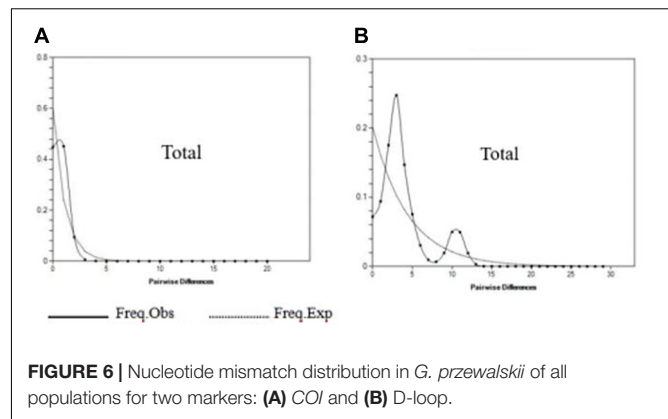 A
B
0.8
0.6
0.4
0.2
0
0
5
10
15
20
Total
Pairwise Differences
0.3
0.2
0.1
0
0
5
10
15
20
25
30
Total
Pairwise Differences
Freq.Obs
Freq.Exp
FIGURE 6 | Nucleotide mismatch distribution in G. przewalskii of all
populations for two markers: (A) COI and (B) D-loop.